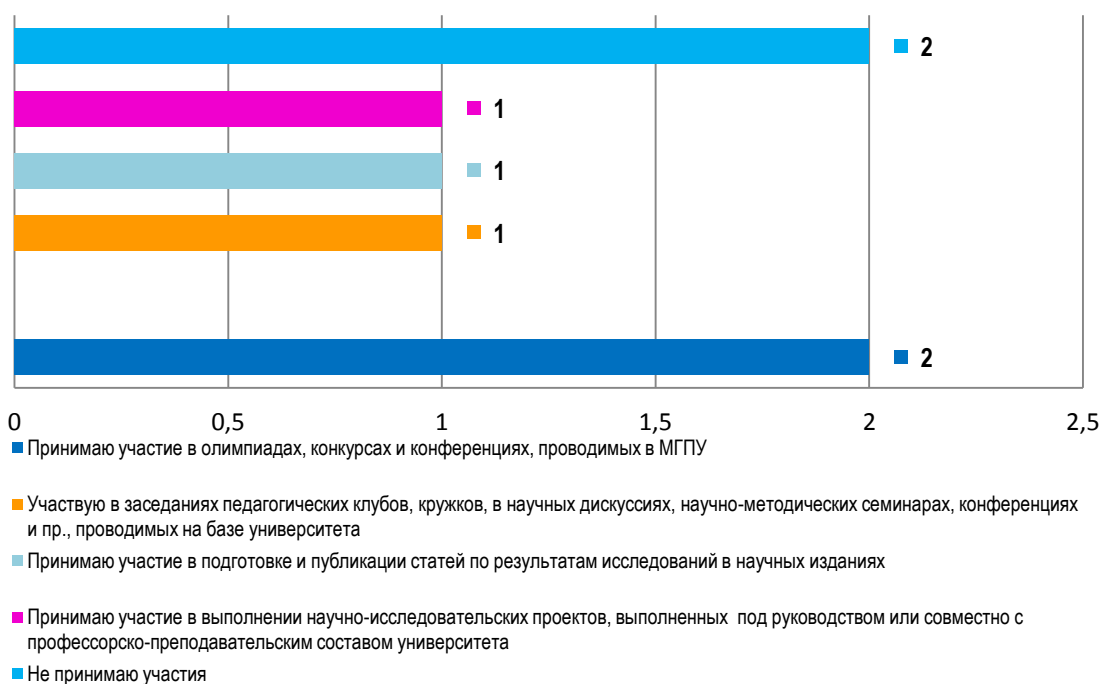 2
1
1
1
2
0 0,5 1 1,5 2 2,5
Принимаю участие в олимпиадах, конкурсах и конференциях, проводимых в МГПУ
Участвую в заседаниях педагогических клубов, кружков, в научных дискуссиях, научно-методических семинарах, конференциях
и пр., проводимых на базе университета
Принимаю участие в подготовке и публикации статей по результатам исследований в научных изданиях
Принимаю участие в выполнении научно-исследовательских проектов, выполненных под руководством или совместно с
профессорско-преподавательским составом университета
Не принимаю участия